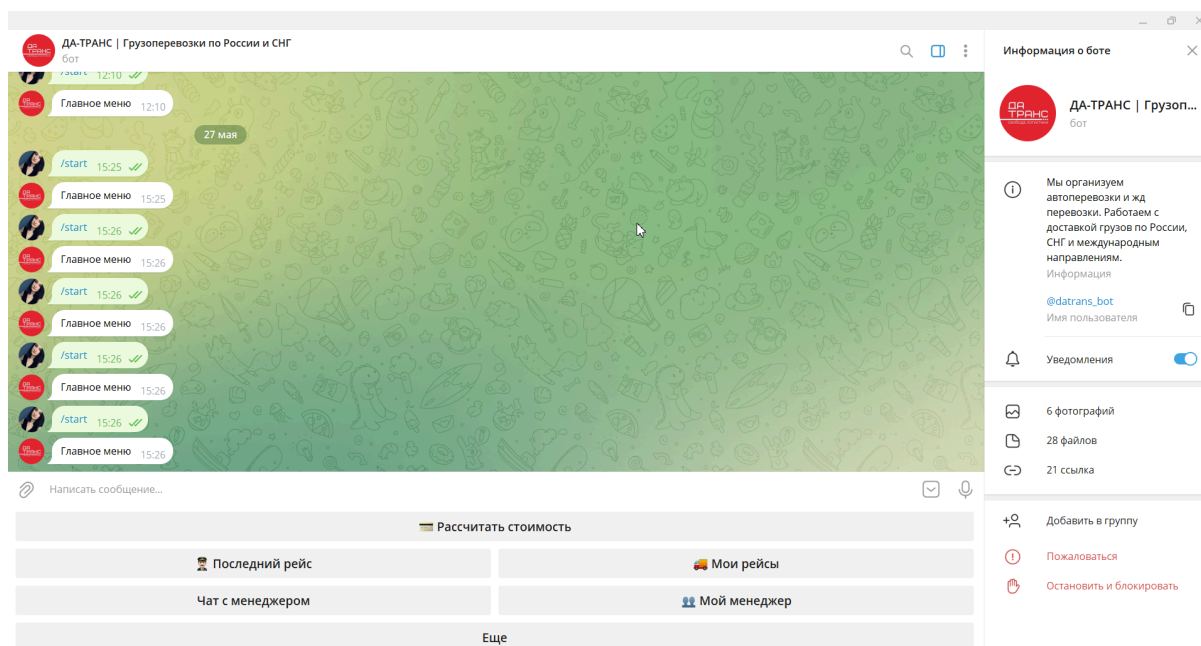 ДА-ТРАНС | Грузоперевозки по России и СНГ
бот
/start 12:10
Главное меню 12:10
27 мая
/start 15:25
Главное меню 15:25
/start 15:26
Главное меню 15:26
/start 15:26
Главное меню 15:26
/start 15:26
Главное меню 15:26
/start 15:26
Главное меню 15:26
Написать сообщение...
Рассчитать стоимость
Последний рейс
Мои рейсы
Чат с менеджером
Мой менеджер
Еще
Информация о боте
ДА
ТРАНС
ДА-ТРАНС | Грузоп...
бот
Мы организуем
автоперевозки и жд
перевозки. Работаем с
доставкой грузов по России,
СНГ и международным
направлениям.
Информация
@datrans_bot
Имя пользователя
Уведомления
6 фотографий
28 файлов
21 ссылка
Добавить в группу
Пожаловаться
Остановить и блокировать